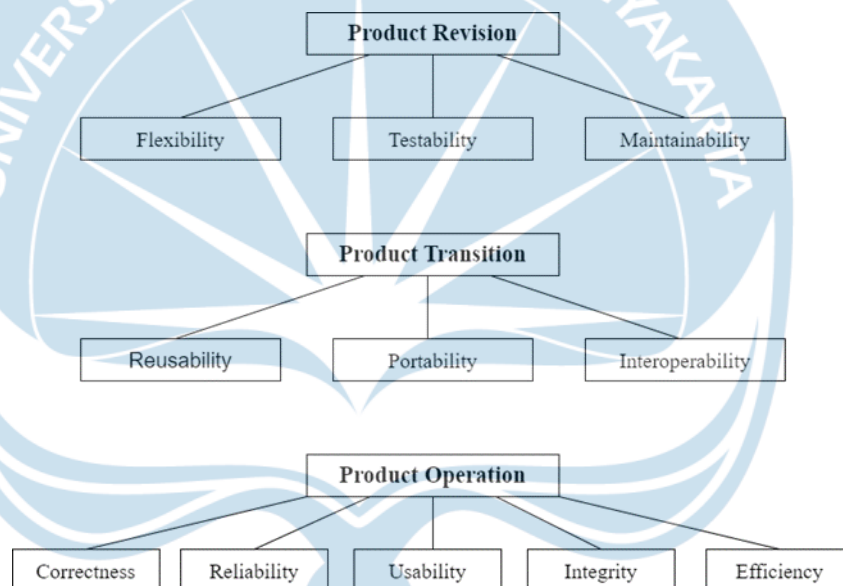 Product Revision
Flexibility Testability Maintainability
Product Transition
Reusability Portability Interoperability
Product Operation
Correctness Reliability Usability Integrity Efficiency